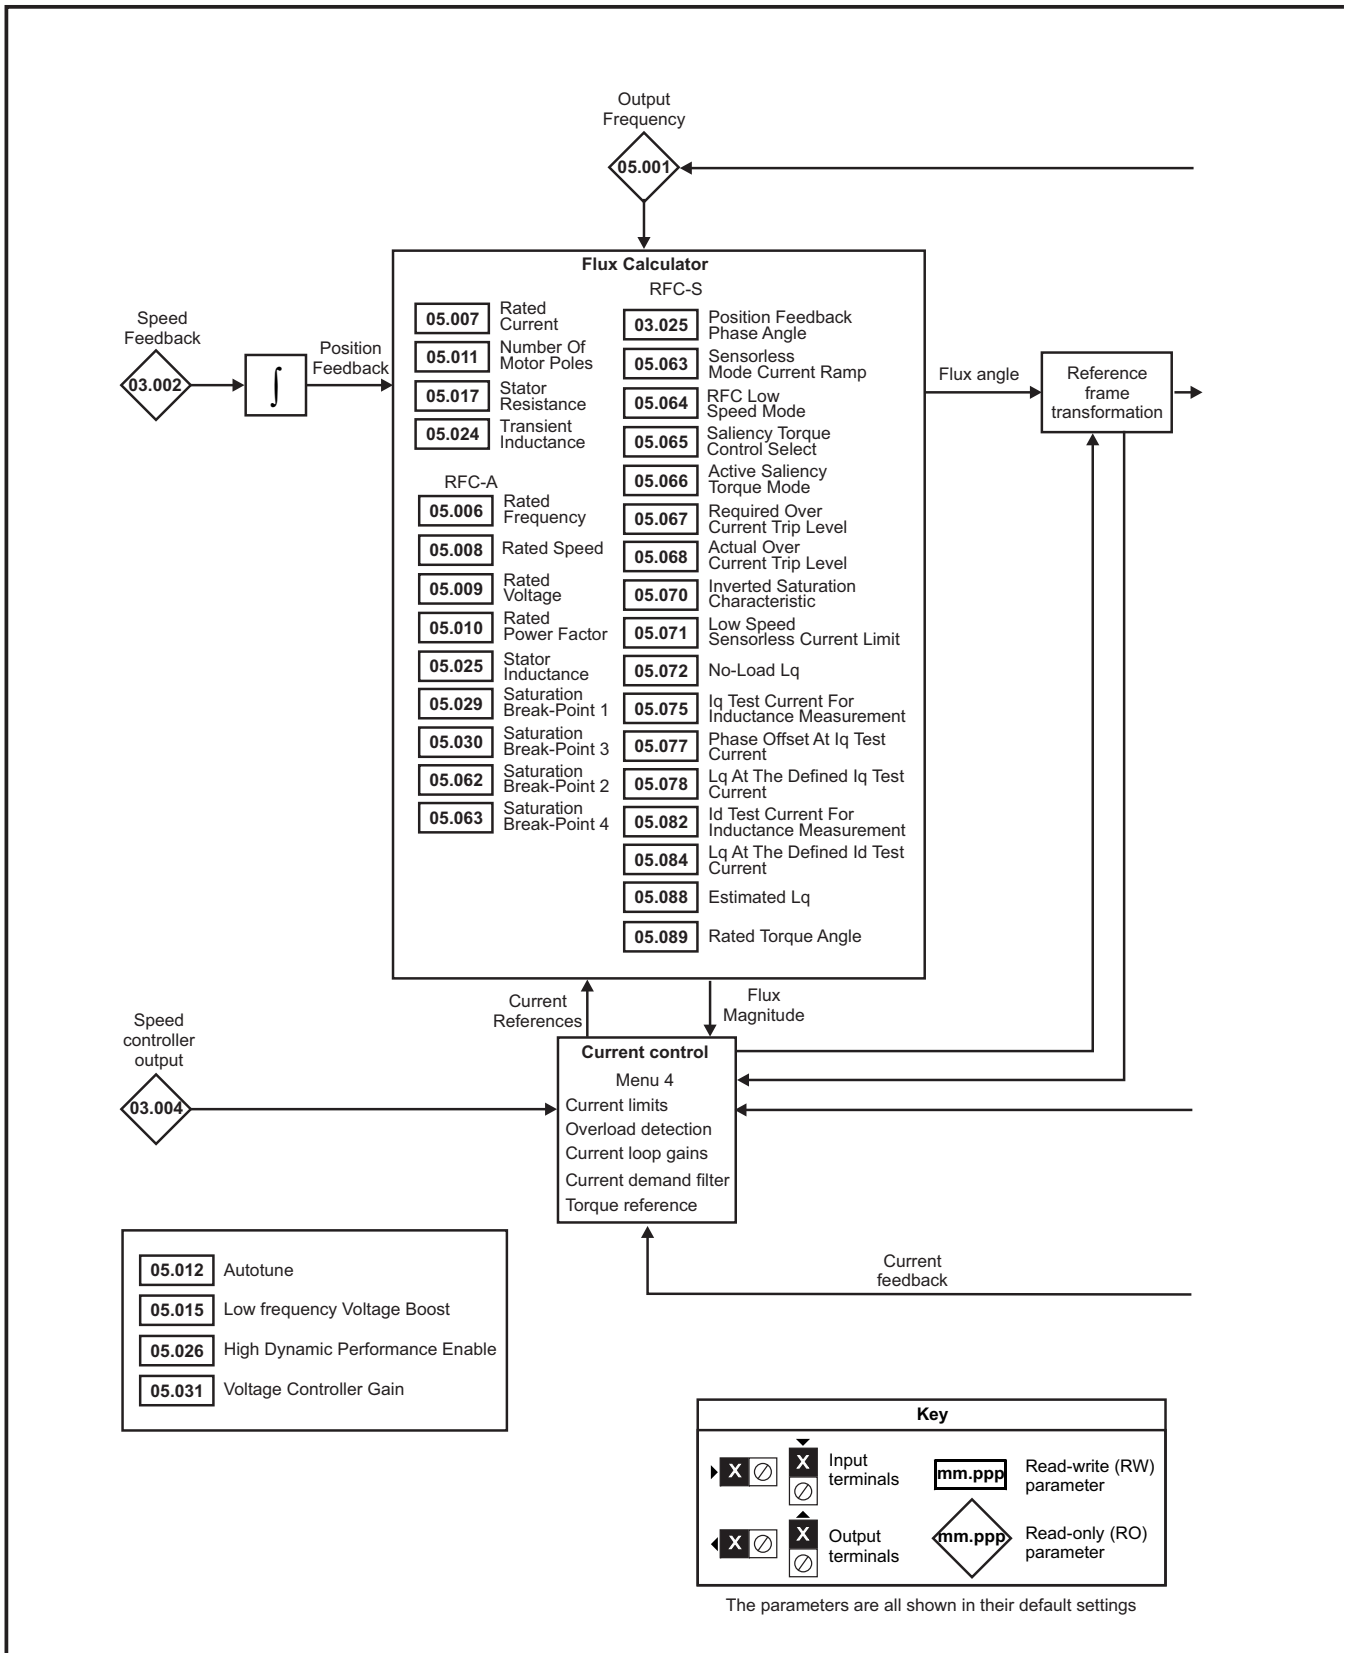 Output
Frequency
05.001
Flux Calculator
Speed
Feedback
03.002
∫
Position
Feedback
05.007 Rated
Current
05.011 Number Of
Motor Poles
05.017 Stator
Resistance
05.024 Transient
Inductance
RFC-A
05.006 Rated
Frequency
05.008 Rated Speed
05.009 Rated
Voltage
05.010 Rated
Power Factor
05.025 Stator
Inductance
05.029 Saturation
Break-Point 1
05.030 Saturation
Break-Point 3
05.062 Saturation
Break-Point 2
05.063 Saturation
Break-Point 4
RFC-S
03.025 Position Feedback
Phase Angle
05.063 Sensorless
Mode Current Ramp
05.064 RFC Low
Speed Mode
05.065 Saliency Torque
Control Select
05.066 Active Saliency
Torque Mode
05.067 Required Over
Current Trip Level
05.068 Actual Over
Current Trip Level
05.070 Inverted Saturation
Characteristic
05.071 Low Speed
Sensorless Current Limit
05.072 No-Load Lq
05.075 Iq Test Current For
Inductance Measurement
05.077 Phase Offset At Iq Test
Current
05.078 Lq At The Defined Iq Test
Current
05.082 Id Test Current For
Inductance Measurement
05.084 Lq At The Defined Id Test
Current
05.088 Estimated Lq
05.089 Rated Torque Angle
Flux angle
Reference
frame
transformation
Current
References
Flux
Magnitude
Speed
controller
output
03.004
Current control
Menu 4
Current limits
Overload detection
Current loop gains
Current demand filter
Torque reference
Current
feedback
05.012 Autotune
05.015 Low frequency Voltage Boost
05.026 High Dynamic Performance Enable
05.031 Voltage Controller Gain
Key
X X Input
terminals
mm.ppp Read-write (RW)
parameter
X X Output
terminals
mm.ppp Read-only (RO)
parameter
The parameters are all shown in their default settings